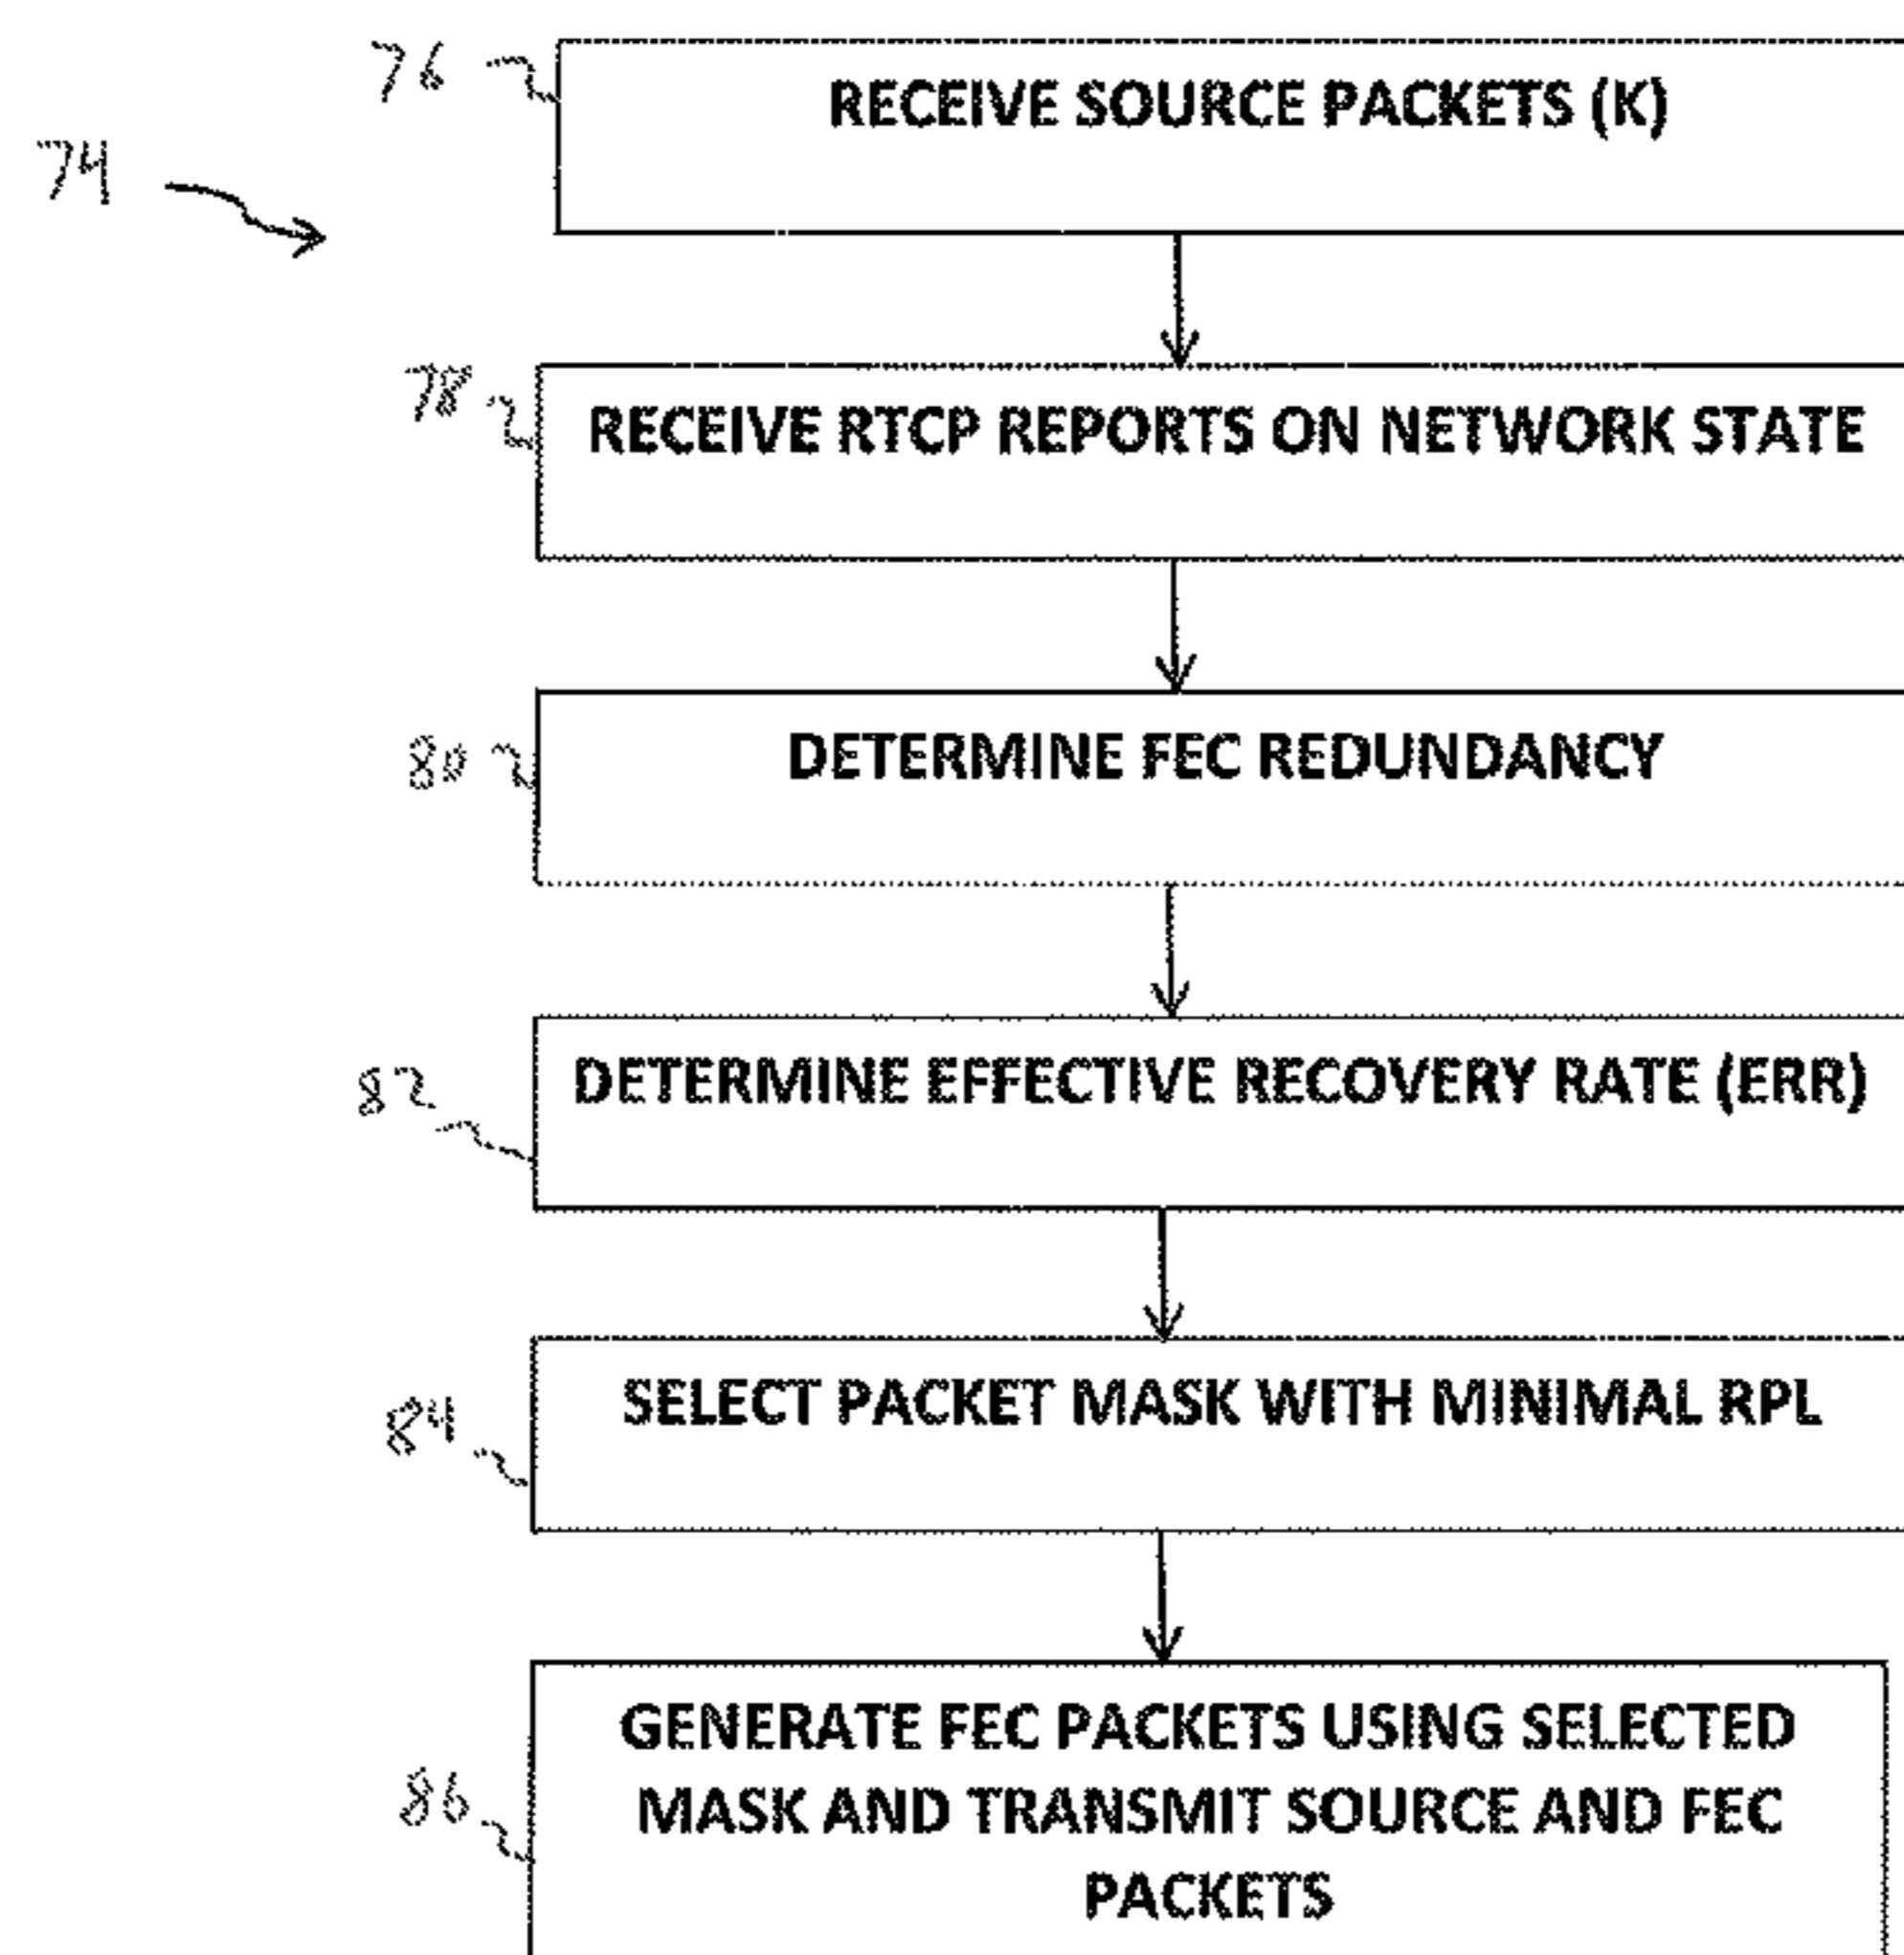 76
RECEIVE SOURCE PACKETS (K)
74
78
RECEIVE RTCP REPORTS ON NETWORK STATE
80
DETERMINE FEC REDUNDANCY
82
DETERMINE EFFECTIVE RECOVERY RATE (ERR)
84
SELECT PACKET MASK WITH MINIMAL RPL
86
GENERATE FEC PACKETS USING SELECTED
MASK AND TRANSMIT SOURCE AND FEC
PACKETS